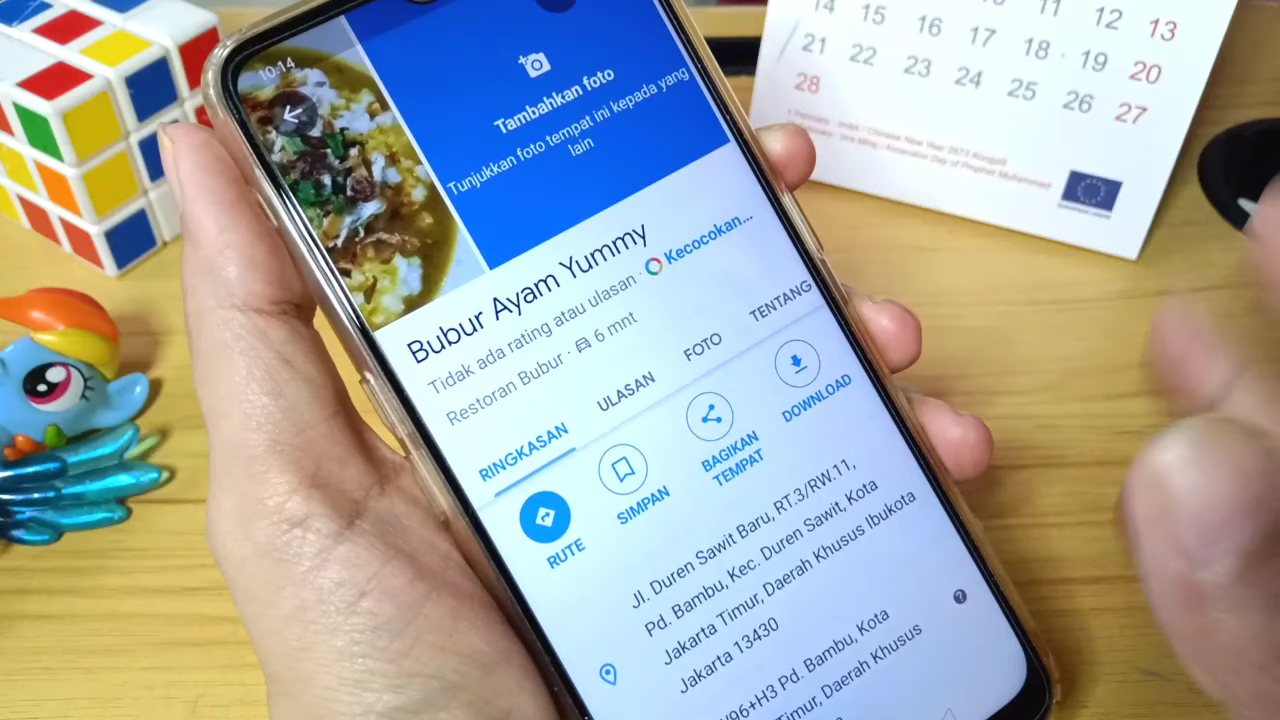 10:14
Tambahkan foto
Tunjukkan foto tempat ini kepada yang
lain
Bubur Ayam Yummy
Tidak ada rating atau ulasan · Kecocokan...
Restoran Bubur · 6 mnt
RINGKASAN ULASAN FOTO TENTANG
RUTE SIMPAN BAGIKAN TEMPAT DOWNLOAD
Jl. Duren Sawit Baru, RT.3/RW.11,
Pd. Bambu, Kec. Duren Sawit, Kota
Jakarta Timur, Daerah Khusus Ibukota
Jakarta 13430
V96+H3 Pd. Bambu, Kota
Timur, Daerah Khusus
14 15 16 17 10 11 12 13
21 22 23 24 18 19 20
28 25 26 27